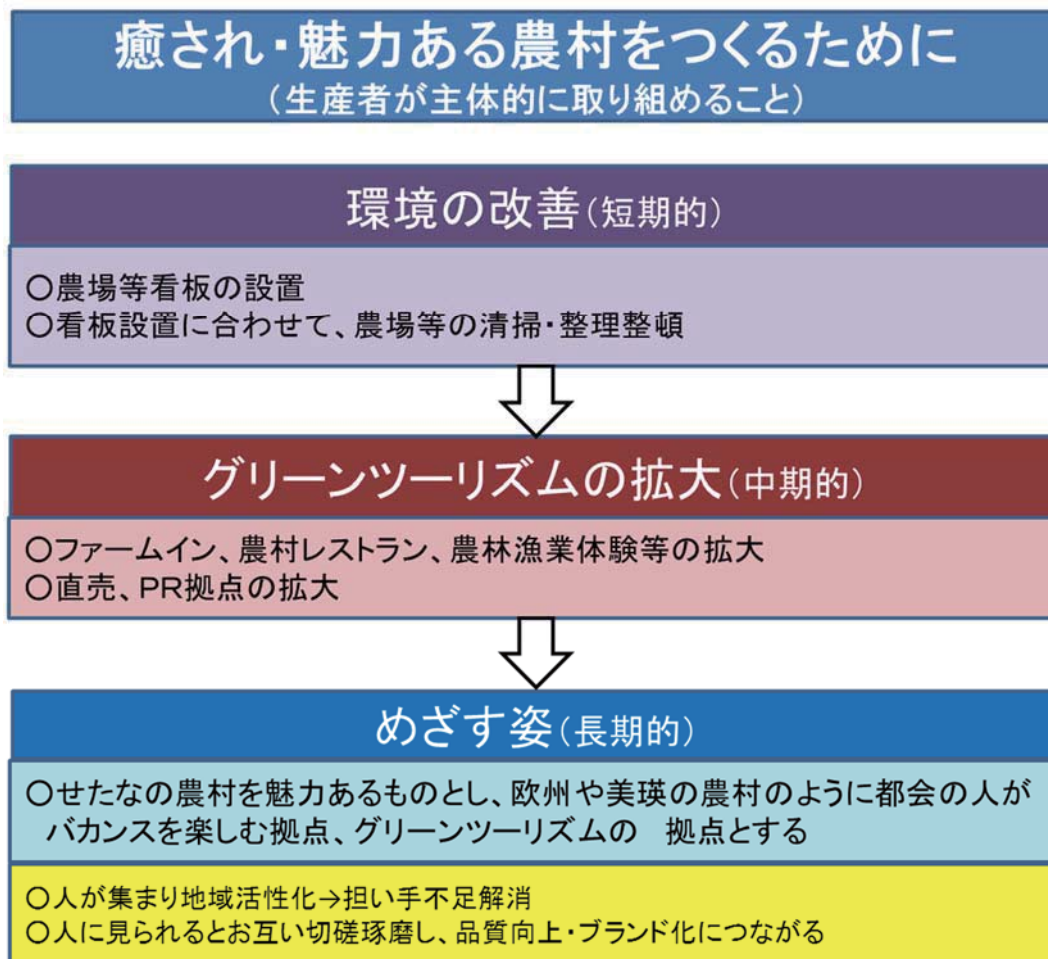 癒され・魅力ある農村をつくるために
（生産者が主体的に取り組めること）
環境の改善（短期的）
○農場等看板の設置
○看板設置に合わせて、農場等の清掃・整理整頓
グリーンツーリズムの拡大（中期的）
○ファームイン、農村レストラン、農林漁業体験等の拡大
○直売、PR拠点の拡大
めざす姿（長期的）
○せたなの農村を魅力あるものとし、欧州や美瑛の農村のように都会の人が
バカンスを楽しむ拠点、グリーンツーリズムの　拠点とする
○人が集まり地域活性化→担い手不足解消
○人に見られるとお互い切磋琢磨し、品質向上・ブランド化につながる